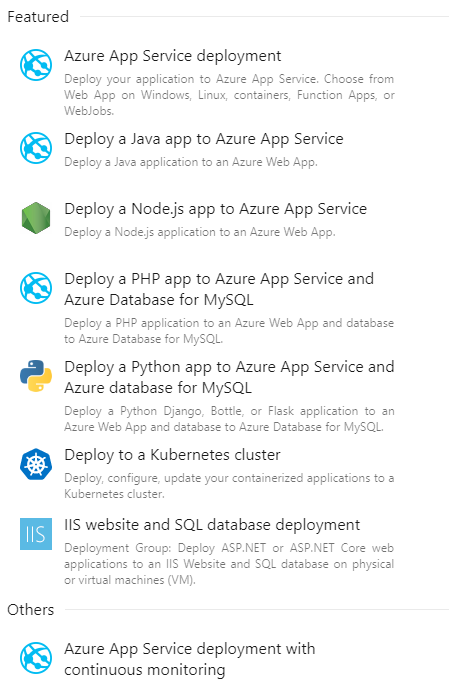 Featured
Azure App Service deployment
Deploy your application to Azure App Service. Choose from
Web App on Windows, Linux, containers, Function Apps, or
WebJobs.
Deploy a Java app to Azure App Service
Deploy a Java application to an Azure Web App.
Deploy a Node.js app to Azure App Service
Deploy a Node.js application to an Azure Web App.
Deploy a PHP app to Azure App Service and
Azure Database for MySQL
Deploy a PHP application to an Azure Web App and database
to Azure Database for MySQL.
Deploy a Python app to Azure App Service and
Azure database for MySQL
Deploy a Python Django, Bottle, or Flask application to an
Azure Web App and database to Azure Database for MySQL.
Deploy to a Kubernetes cluster
Deploy, configure, update your containerized applications to a
Kubernetes cluster.
IIS
IIS website and SQL database deployment
Deployment Group: Deploy ASP.NET or ASP.NET Core web
applications to an IIS Website and SQL database on physical
or virtual machines (VM).
Others
Azure App Service deployment with
continuous monitoring